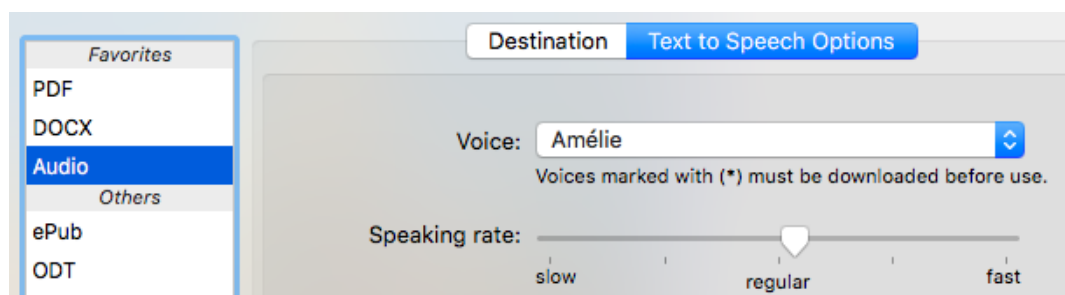 Favorites
PDF
DOCX
Audio
Others
ePub
ODT
Destination Text to Speech Options
Voice: Amélie
Voices marked with (*) must be downloaded before use.
Speaking rate:
slow regular fast